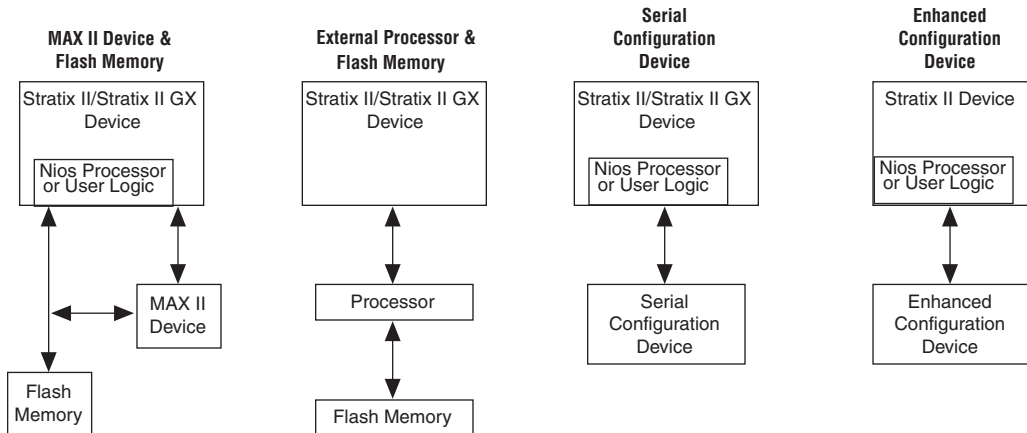 MAX II Device &
Flash Memory
Stratix II/Stratix II GX
Device
Nios Processor
or User Logic
MAX II
Device
Flash
Memory
External Processor &
Flash Memory
Stratix II/Stratix II GX
Device
Processor
Flash Memory
Serial
Configuration
Device
Stratix II/Stratix II GX
Device
Nios Processor
or User Logic
Serial
Configuration
Device
Enhanced
Configuration
Device
Stratix II Device
Nios Processor
or User Logic
Enhanced
Configuration
Device